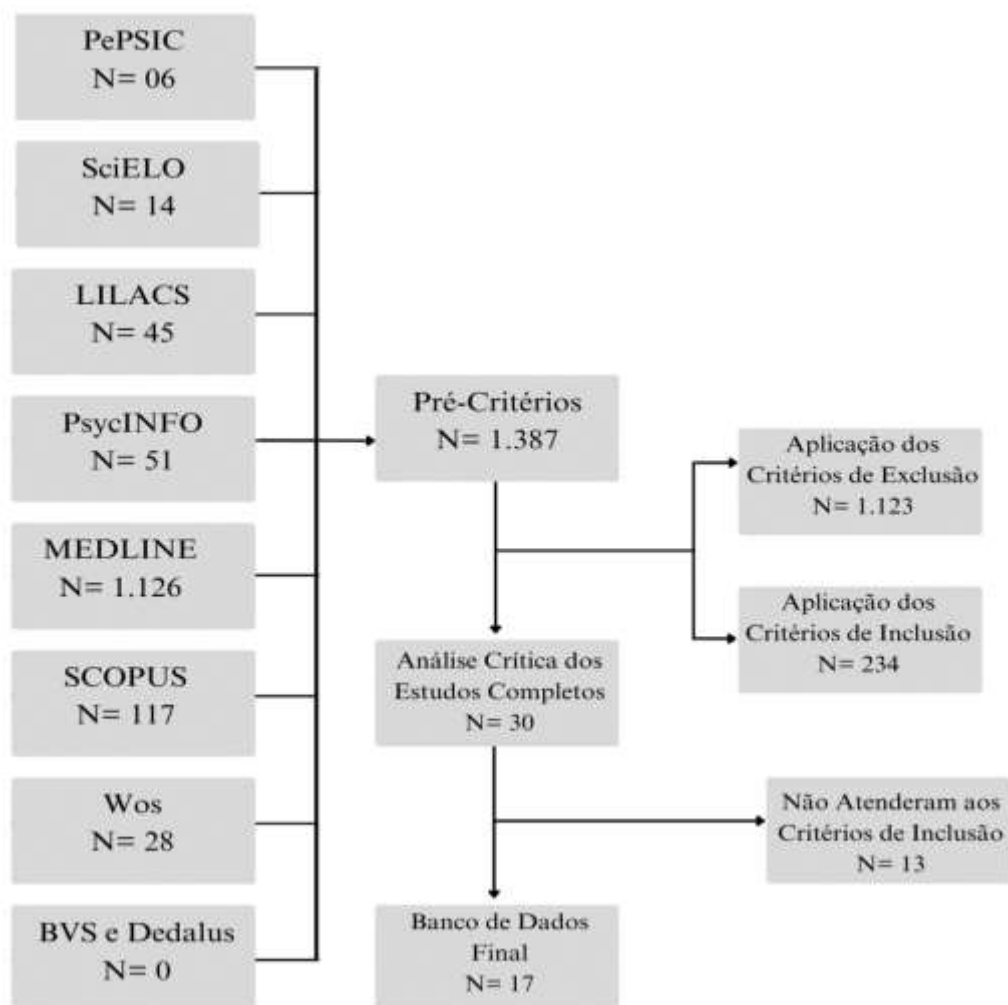 PePSIC
N= 06
SciELO
N= 14
LILACS
N= 45
PsycINFO
N= 51
MEDLINE
N= 1.126
SCOPUS
N= 117
Wos
N= 28
BVS e Dedalus
N= 0
Pré-Critérios
N= 1.387
Aplicação dos
Critérios de Exclusão
N= 1.123
Aplicação dos
Critérios de Inclusão
N= 234
Análise Crítica dos
Estudos Completos
N= 30
Não Atenderam aos
Critérios de Inclusão
N= 13
Banco de Dados
Final
N= 17